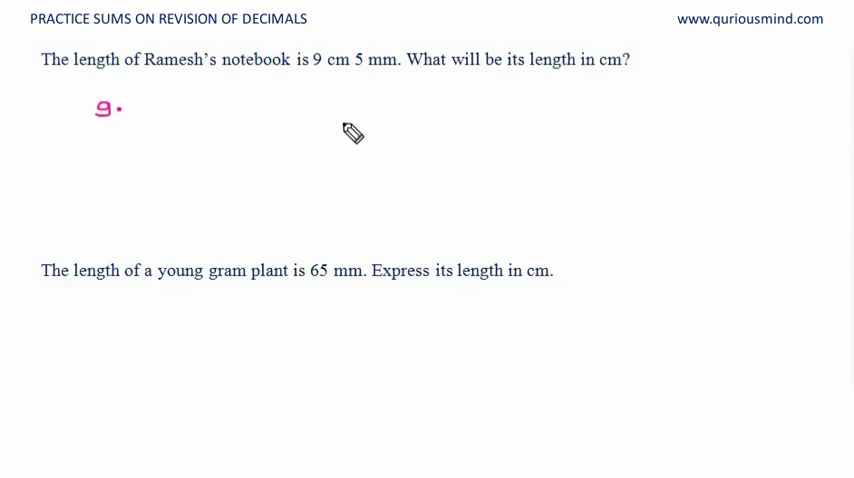 PRACTICE SUMS ON REVISION OF DECIMALS
www.quriousmind.com
The length of Ramesh's notebook is 9 cm 5 mm. What will be its length in cm?
9.
The length of a young gram plant is 65 mm. Express its length in cm.